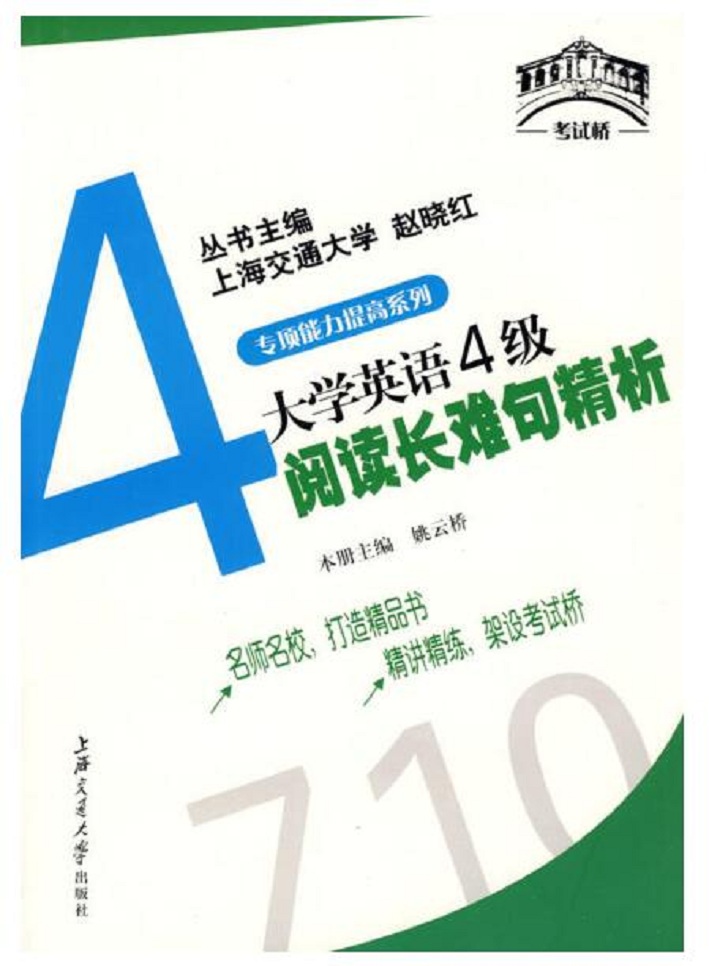 考试桥
4
丛书主编
上海交通大学 赵晓红
专项能力提高系列
大学英语4级
阅读长难句精析
本册主编 姚云桥
名师名校，打造精品书
精讲精练，架设考试桥
710
上海交通大学出版社